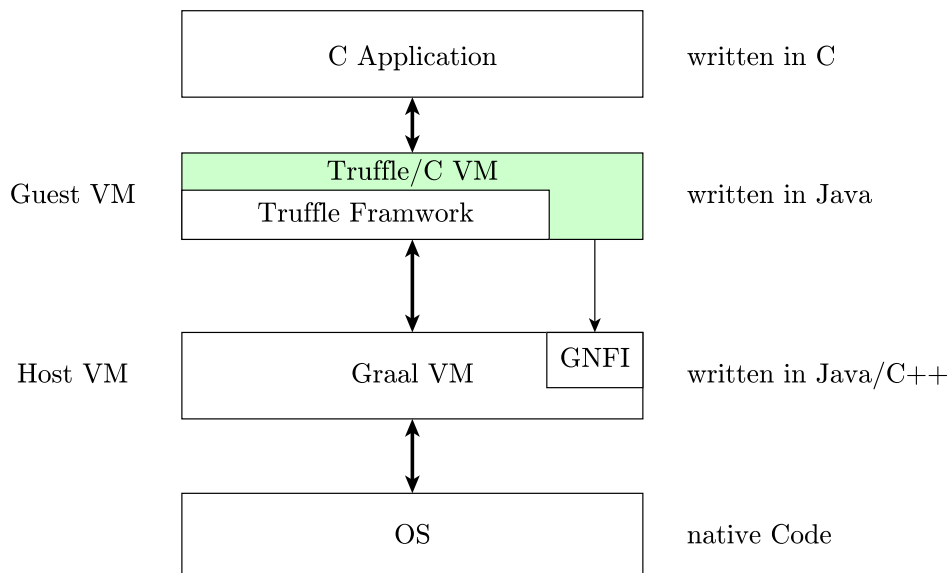 C Application
written in C
Truffle/C VM
Guest VM
written in Java
Truffle Framwork
GNFI
Host VM
Graal VM
written in Java/C++
OS
native Code